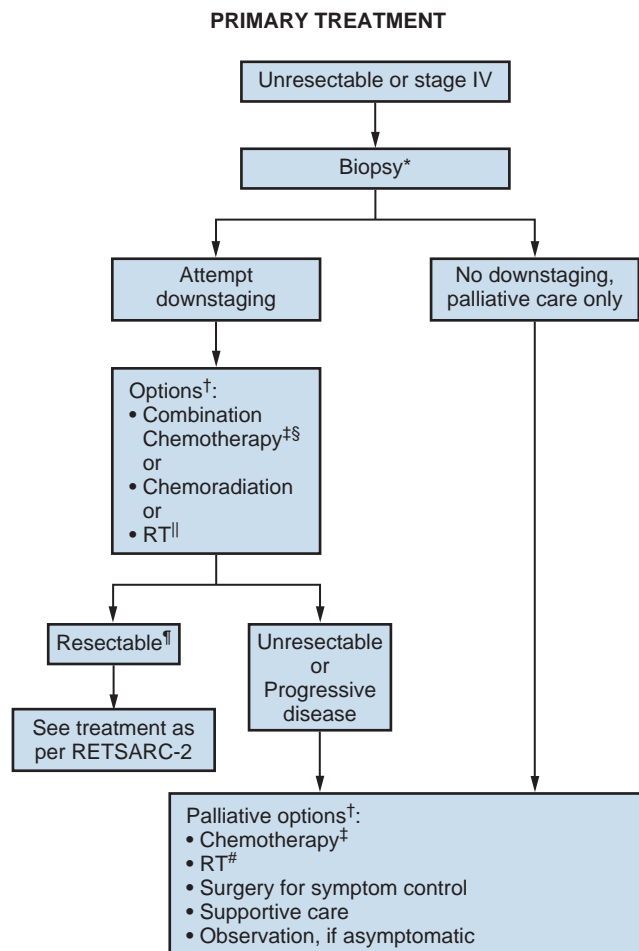 PRIMARY TREATMENT
Unresectable or stage IV
Biopsy*
Attempt
downstaging
No downstaging,
palliative care only
Options†:
• Combination
Chemotherapy‡§
or
• Chemoradiation
or
• RT||
Resectable¶
Unresectable
or
Progressive
disease
See treatment as
per RETSARC-2
Palliative options†:
• Chemotherapy‡
• RT#
• Surgery for symptom control
• Supportive care
• Observation, if asymptomatic